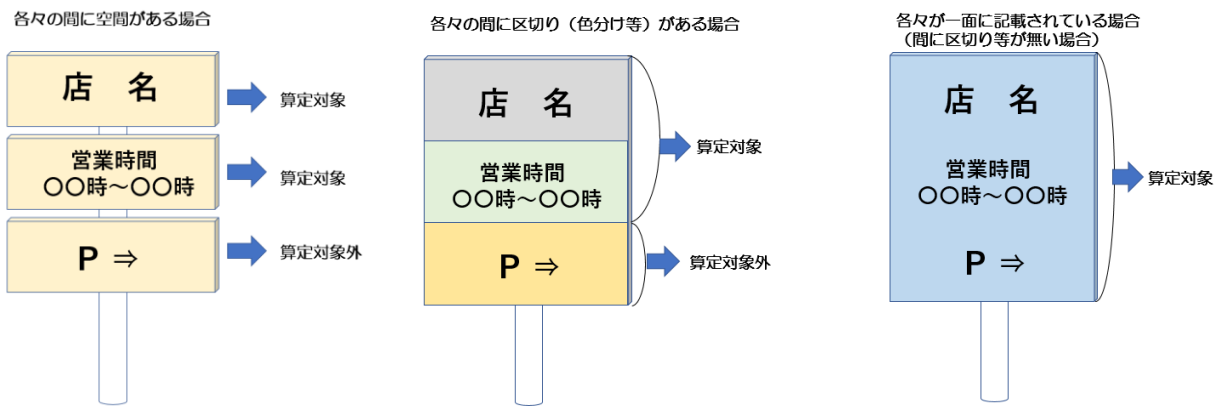 各々の間に空間がある場合
店 名
算定対象
営業時間
〇〇時～〇〇時
算定対象
P ⇒
算定対象外
各々の間に区切り（色分け等）がある場合
店 名
営業時間
〇〇時～〇〇時
算定対象
P ⇒
算定対象外
各々が一面に記載されている場合
（間に区切り等が無い場合）
店 名
営業時間
〇〇時～〇〇時
P ⇒
算定対象